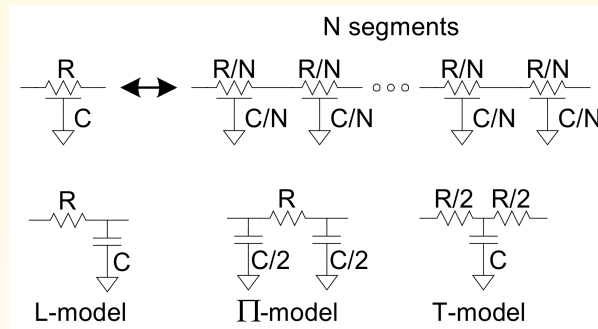 N segments
R R/N R/N R/N R/N
C C/N C/N C/N C/N
R R R/2 R/2
C C/2 C/2 C
L-model Π-model T-model